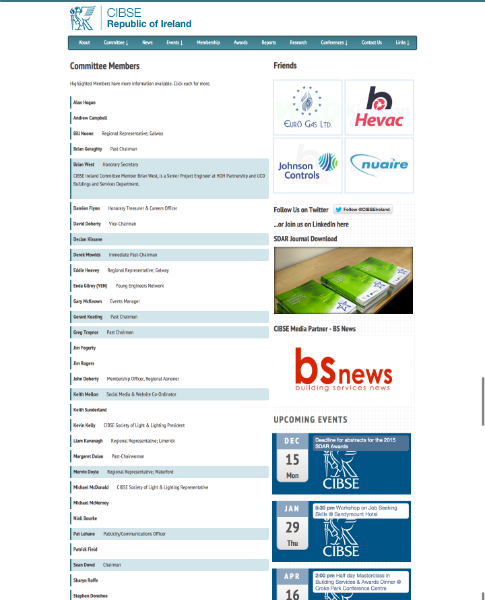 CIBSE
Republic of Ireland
About Committee ↓ News Events ↓ Membership Awards Reports Research Conferences ↓ Contact Us Links ↓
Committee Members
Highlighted Members have more information available. Click each for more.
Alan Hogan
Andrew Campbell
Bill Noone Regional Representative; Galway
Brian Geraghty Past Chairman
Brian West Honorary Secretary
CIBSE Ireland Committee Member Brian West, is a Senior Project Engineer at HDH Partnership and UCD
Buildings and Services Department.
Damien Flynn Honorary Treasurer & Careers Officer
David Doherty Vice Chairman
Declan Kissane
Derek Mowlds Immediate Past-Chairman
Eddie Heavey Regional Representative; Galway
Enda Gilroy (YEN) Young Engineers Network
Gary McEleown Events Manager
Gerard Keating Past Chairman
Greg Traynor Past Chairman
Jim Fogarty
Jim Rogers
John Doherty Membership Officer, Regional
Keith Mellon Social Media & Website Co-Ordinator
Keith Sunderland
Kevin Kelly CIBSE Society of Light & Lighting President
Liam Kavanagh Regional Representative; Limerick
Margaret Dolan Past-Chairwoman
Mervin Doyle Regional Representative; Waterford
Michael McDonald CIBSE Society of Light & Lighting Representative
Michael McNerney
Niall Rourke
Pat Lehane Publicity/Communications Officer
Patrick Field
Sean Dowd Chairman
Sharyn Rolfe
Stephen Donohoe
Friends
EURO GAS LTD.
Hevac
Johnson
Controls
nuaire
Follow Us on Twitter Follow @CIBSEIreland
...or Join us on Linkedin here
SDAR Journal Download
CIBSE Media Partner - BS News
bsnews
building services news
UPCOMING EVENTS
DEC
15
Mon
Deadline for abstracts for the 2015
SDAR Awards
CIBSE
JAN
29
Thu
5:30 pm Workshop on Job Seeking
Skills @ Sandymount Hotel
CIBSE
APR
16
2:00 pm Half day Masterclass in
Building Services & Awards Dinner @
Croke Park Conference Centre